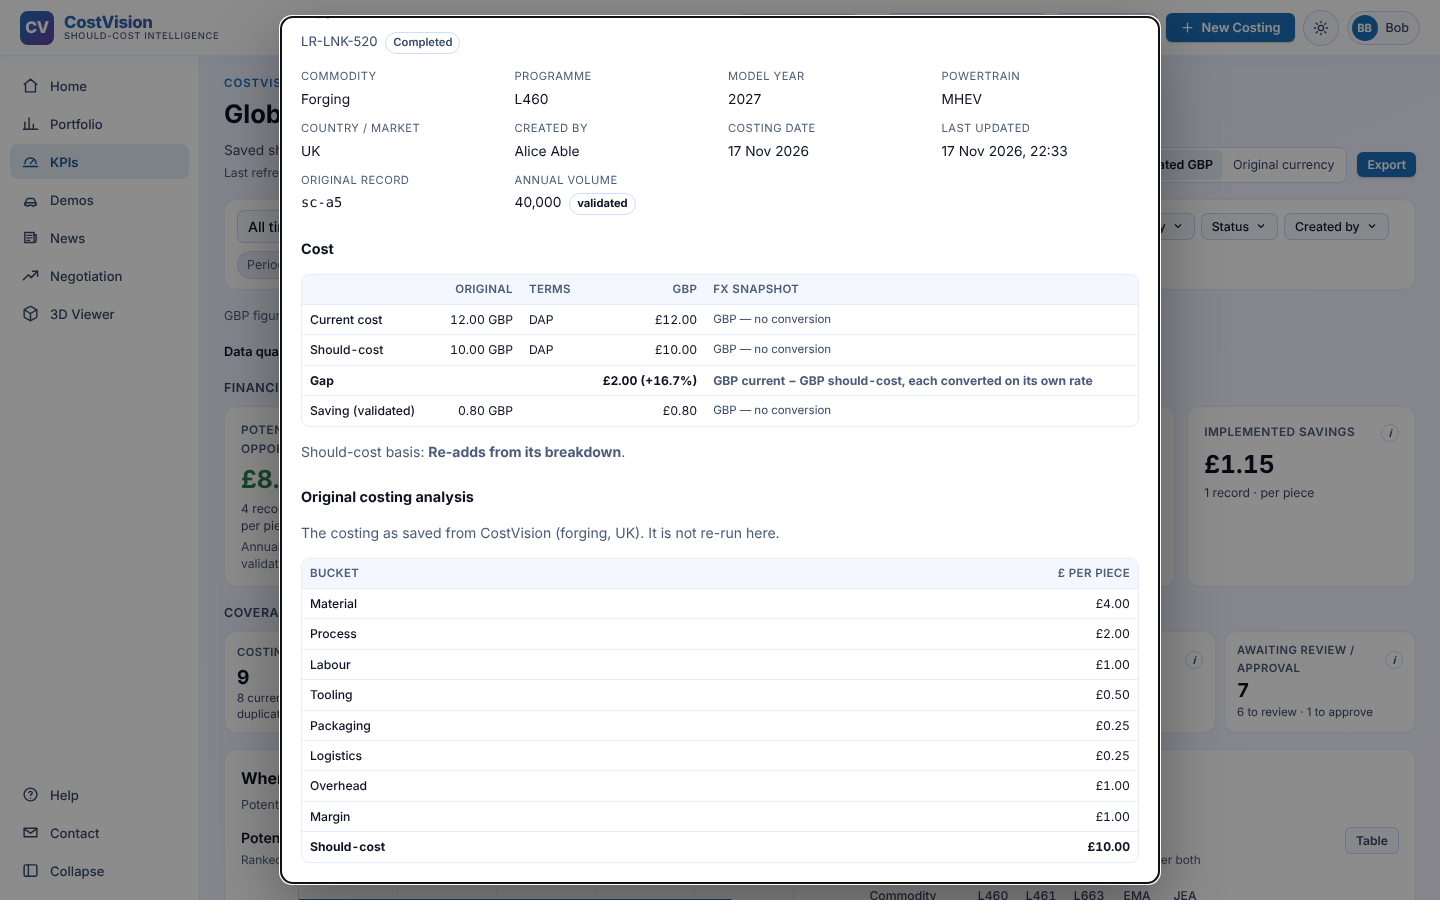 CV CostVision
SHOULD-COST INTELLIGENCE
Home
Portfolio
KPIs
Demos
News
Negotiation
3D Viewer
Help
Contact
Collapse
New Costing
BB Bob
LR-LNK-520 Completed
COMMODITY PROGRAMME MODEL YEAR POWERTRAIN
Forging L460 2027 MHEV
COUNTRY / MARKET CREATED BY COSTING DATE LAST UPDATED
UK Alice Able 17 Nov 2026 17 Nov 2026, 22:33
ORIGINAL RECORD ANNUAL VOLUME
sc-a5 40,000 validated
Cost
ORIGINAL TERMS GBP FX SNAPSHOT
Current cost 12.00 GBP DAP £12.00 GBP — no conversion
Should-cost 10.00 GBP DAP £10.00 GBP — no conversion
Gap £2.00 (+16.7%) GBP current − GBP should-cost, each converted on its own rate
Saving (validated) 0.80 GBP £0.80 GBP — no conversion
Should-cost basis: Re-adds from its breakdown.
Original costing analysis
The costing as saved from CostVision (forging, UK). It is not re-run here.
BUCKET £ PER PIECE
Material £4.00
Process £2.00
Labour £1.00
Tooling £0.50
Packaging £0.25
Logistics £0.25
Overhead £1.00
Margin £1.00
Should-cost £10.00
GBP
Original currency
Export
Status
Created by
IMPLEMENTED SAVINGS i
£1.15
1 record · per piece
i
AWAITING REVIEW / i
APPROVAL
7
6 to review · 1 to approve
9
Table
both
Commodity L460 L461 L663 EMA JEA